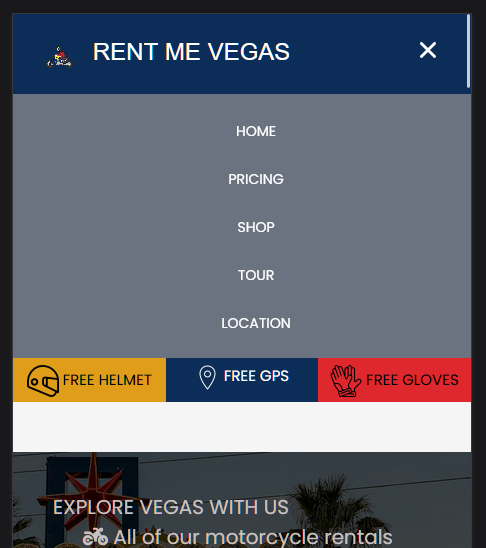 RENT ME VEGAS
HOME
PRICING
SHOP
TOUR
LOCATION
FREE HELMET FREE GPS FREE GLOVES
EXPLORE VEGAS WITH US
All of our motorcycle rentals